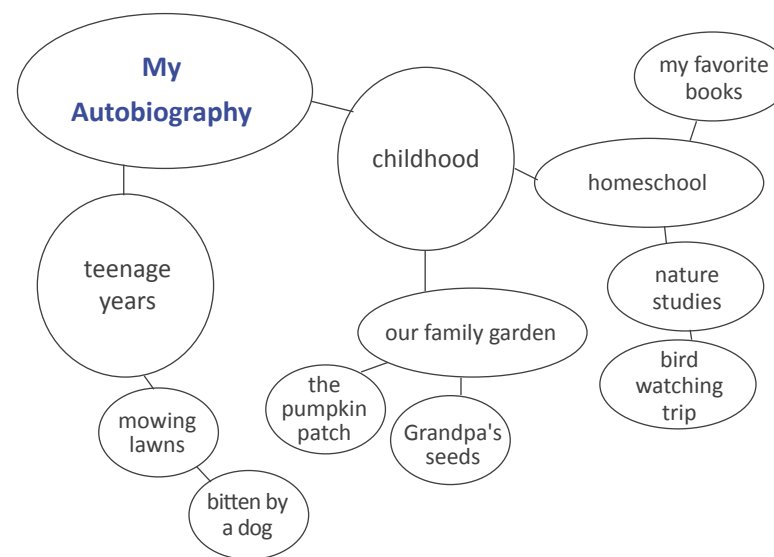 My
Autobiography
childhood
my favorite
books
homeschool
teenage
years
nature
studies
our family garden
bird
watching
trip
the
pumpkin
patch
Grandpa's
seeds
mowing
lawns
bitten by
a dog